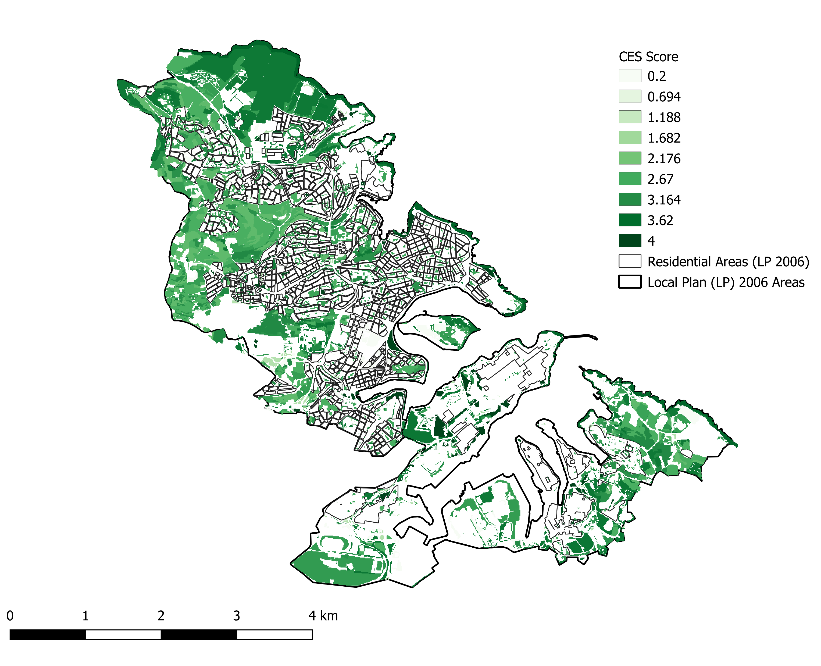 CES Score
0.2
0.694
1.188
1.682
2.176
2.67
3.164
3.62
4
Residential Areas (LP 2006)
Local Plan (LP) 2006 Areas
0 1 2 3 4 km